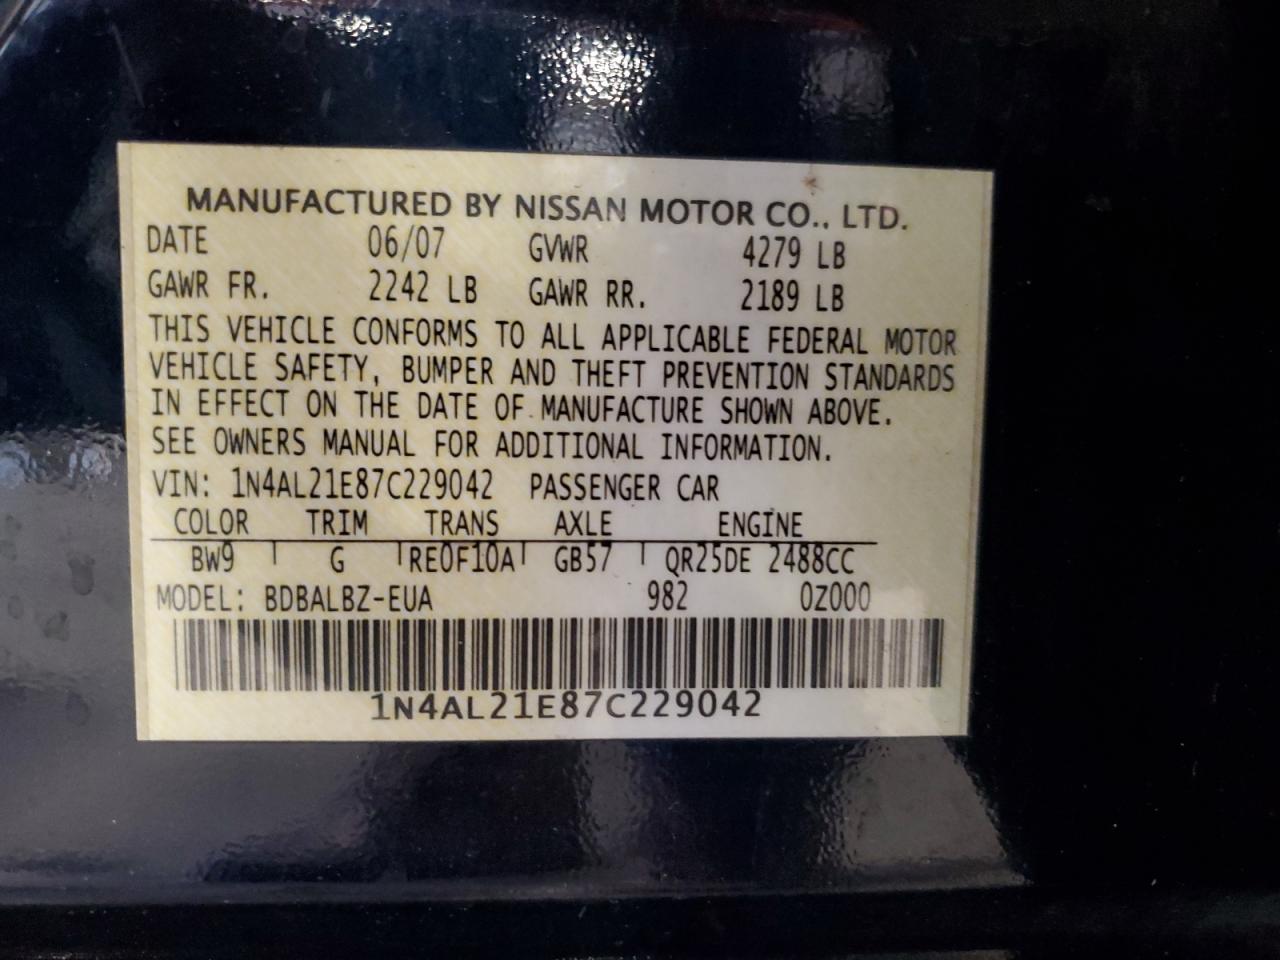 MANUFACTURED BY NISSAN MOTOR CO., LTD.
DATE 06/07 GVWR 4279 LB
GAWR FR. 2242 LB GAWR RR. 2189 LB
THIS VEHICLE CONFORMS TO ALL APPLICABLE FEDERAL MOTOR
VEHICLE SAFETY, BUMPER AND THEFT PREVENTION STANDARDS
IN EFFECT ON THE DATE OF MANUFACTURE SHOWN ABOVE.
SEE OWNERS MANUAL FOR ADDITIONAL INFORMATION.
VIN: 1N4AL21E87C229042 PASSENGER CAR
COLOR TRIM TRANS AXLE ENGINE
BW9 G RE0F10A GB57 QR25DE 2488CC
MODEL: BDBALBZ-EUA 982 0Z000
1N4AL21E87C229042